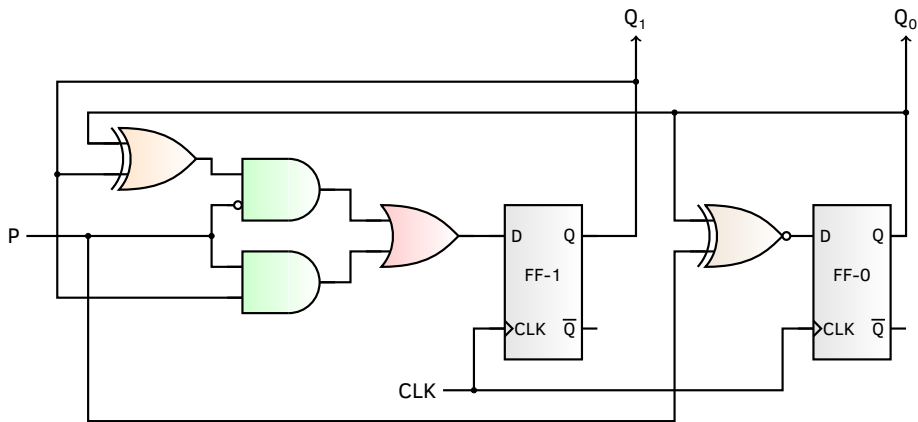 Q1 Q0
P
D Q
FF-1
CLK Q̅
D Q
FF-0
CLK Q̅
CLK